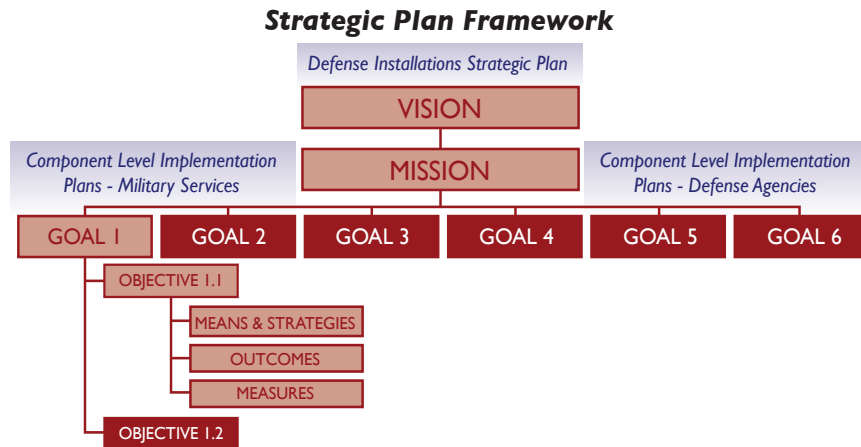 Strategic Plan Framework
Defense Installations Strategic Plan
VISION
Component Level Implementation
Plans - Military Services
MISSION
Component Level Implementation
Plans - Defense Agencies
GOAL 1
GOAL 2
GOAL 3
GOAL 4
GOAL 5
GOAL 6
OBJECTIVE 1.1
MEANS & STRATEGIES
OUTCOMES
MEASURES
OBJECTIVE 1.2